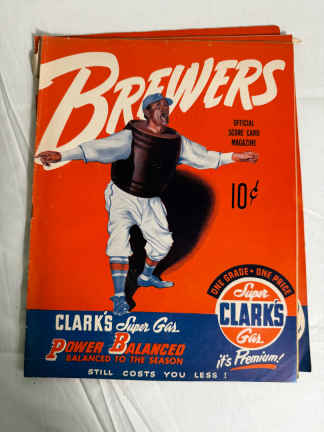 BREWERS
OFFICIAL
SCORE CARD
MAGAZINE
10¢
ONE GRADE • ONE PRICE
Super
CLARK'S
Gas
it's Premium!
CLARK'S Super Gas
POWER BALANCED
BALANCED TO THE SEASON
STILL COSTS YOU LESS!